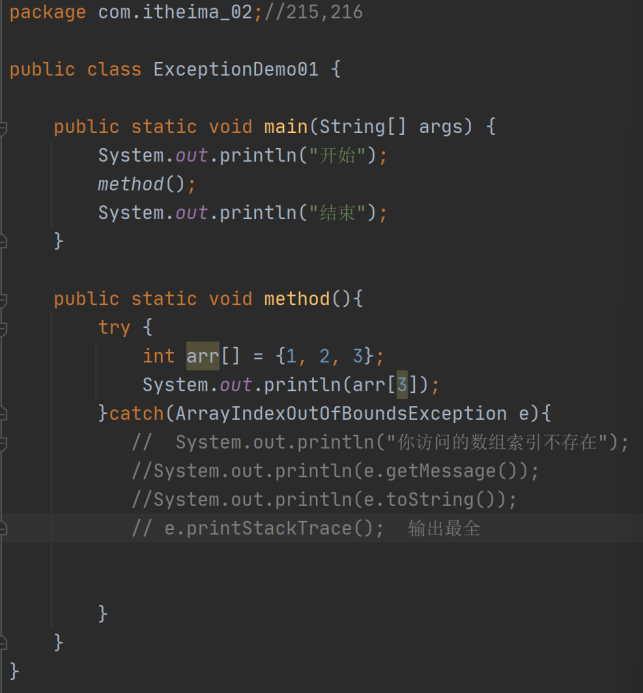 package com.itheima_02;//215,216
public class ExceptionDemo01 {
    public static void main(String[] args) {
        System.out.println("开始");
        method();
        System.out.println("结束");
    }
    public static void method(){
        try {
            int arr[] = {1, 2, 3};
            System.out.println(arr[3]);
        }catch(ArrayIndexOutOfBoundsException e){
           //  System.out.println("你访问的数组索引不存在");
           //System.out.println(e.getMessage());
           //System.out.println(e.toString());
           // e.printStackTrace();  输出最全
        }
    }
}